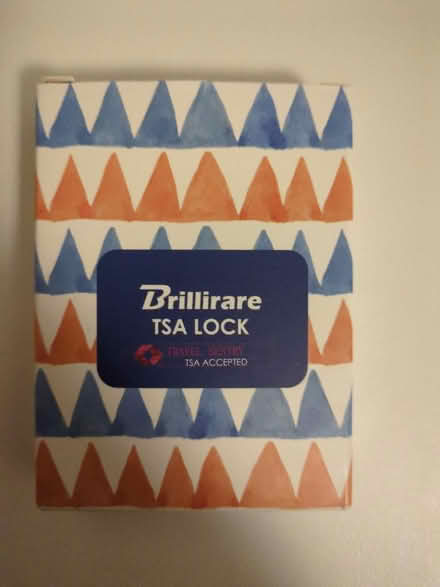 Brillirare
TSA LOCK
TRAVEL SENTRY
TSA ACCEPTED